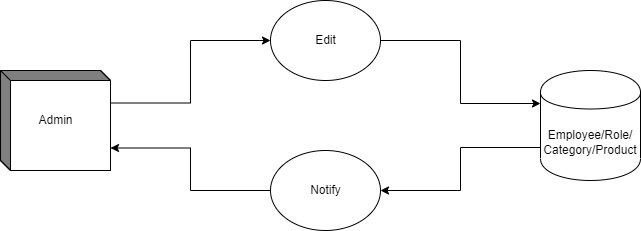 Edit
Admin
Employee/Role/
Category/Product
Notify